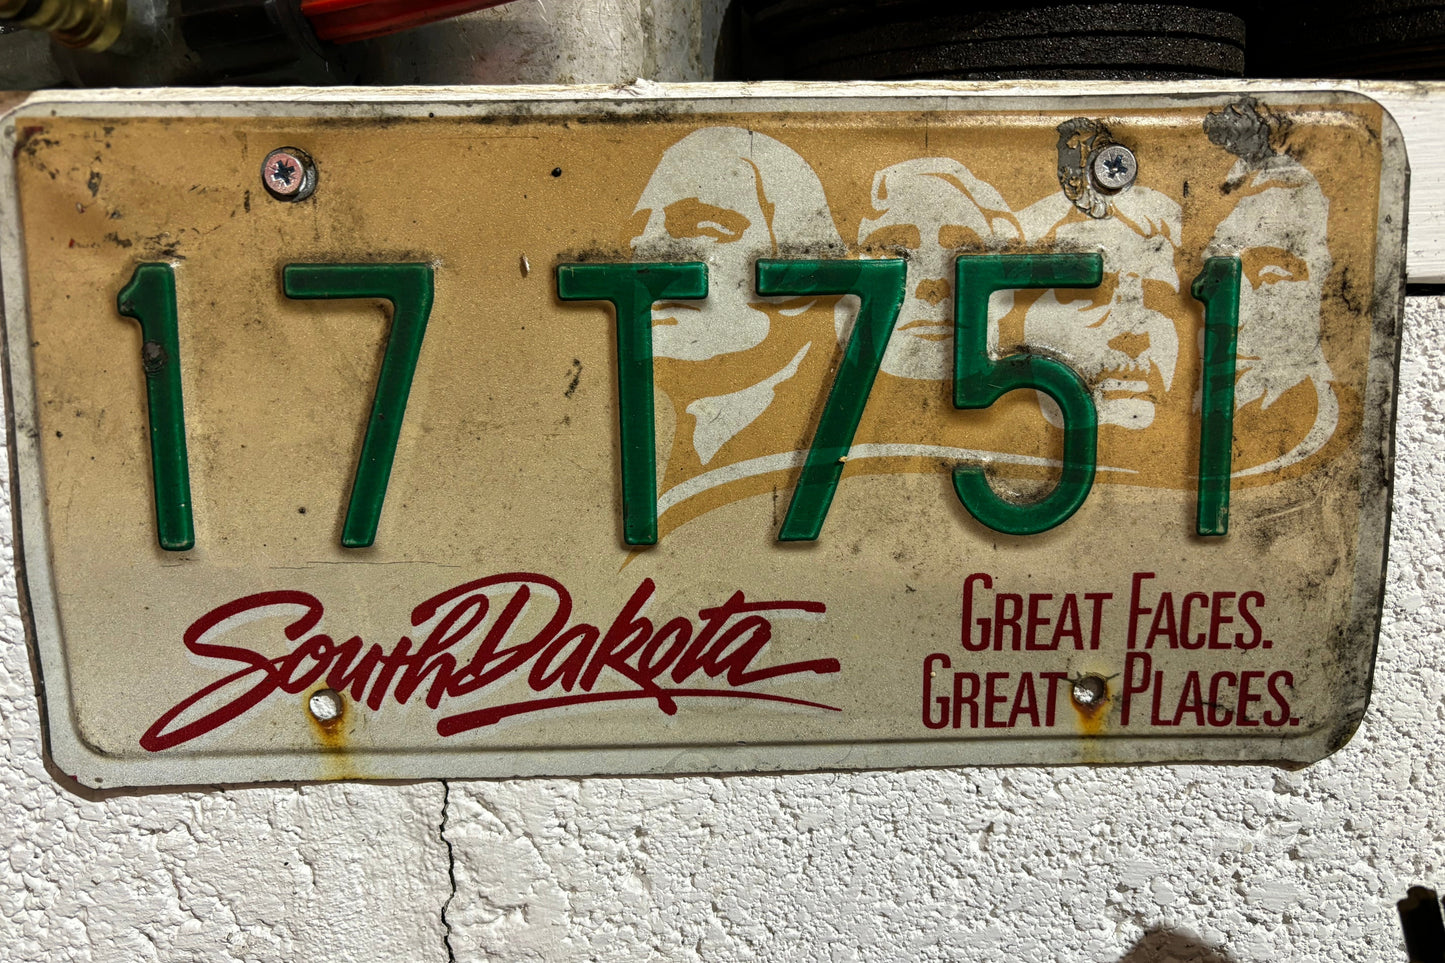 17 T751
South Dakota
GREAT FACES.
GREAT PLACES.